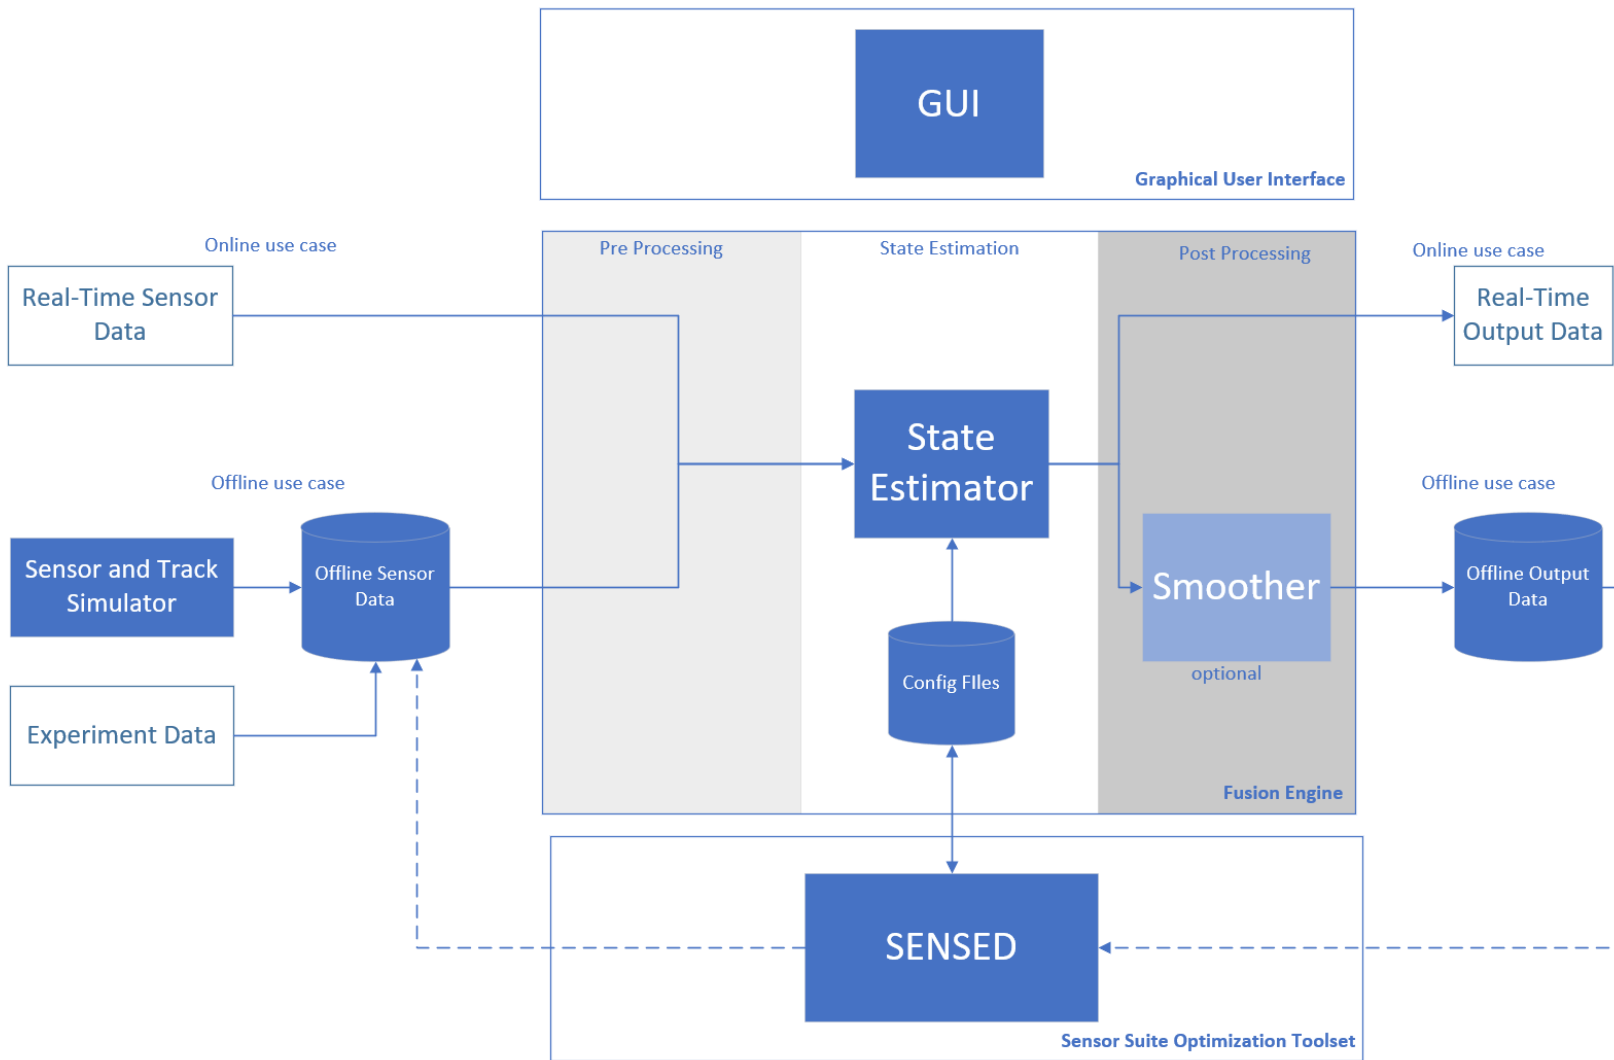 GUI
Graphical User Interface
Online use case
Pre Processing
State Estimation
Post Processing
Online use case
Real-Time Sensor
Data
Real-Time
Output Data
State
Estimator
Offline use case
Offline use case
Sensor and Track
Simulator
Offline Sensor
Data
Smoother
optional
Offline Output
Data
Config FIles
Experiment Data
Fusion Engine
SENSED
Sensor Suite Optimization Toolset